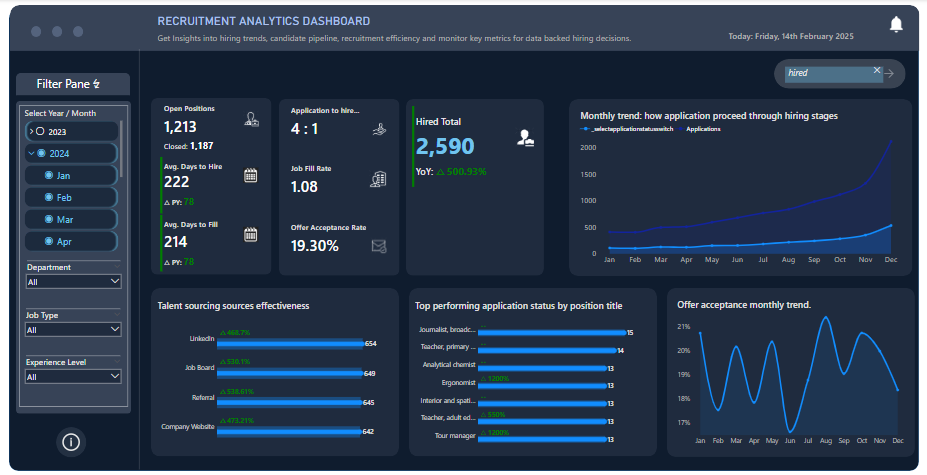 RECRUITMENT ANALYTICS DASHBOARD
Get Insights into hiring trends, candidate pipeline, recruitment efficiency and monitor key metrics for data backed hiring decisions.
Today: Friday, 14th February 2025
Filter Pane
hired
Select Year / Month
2023
2024
Jan
Feb
Mar
Apr
Department
All
Job Type
All
Experience Level
All
Open Positions
1,213
Closed: 1,187
Avg. Days to Hire
222
△ PY: 78
Avg. Days to Fill
214
△ PY: 78
Application to hire...
4 : 1
Job Fill Rate
1.08
Offer Acceptance Rate
19.30%
Hired Total
2,590
YoY: △ 500.93%
Monthly trend: how application proceed through hiring stages
_selectapplicationstatusswitch Applications
2000
1500
1000
500
0
Jan Feb Mar Apr May Jun Jul Aug Sep Oct Nov Dec
Talent sourcing sources effectiveness
△ 468.7%
LinkedIn 654
△ 530.1%
Job Board 649
△ 558.61%
Referral 645
△ 473.21%
Company Website 642
Top performing application status by position title
Journalist, broadc... 15
Teacher, primary ... 14
Analytical chemist 13
△ 1200%
Ergonomist 13
Interior and spati... 13
△ 550%
Teacher, adult ed... 13
△ 1200%
Tour manager 13
Offer acceptance monthly trend.
21%
20%
19%
18%
17%
Jan Feb Mar Apr May Jun Jul Aug Sep Oct Nov Dec